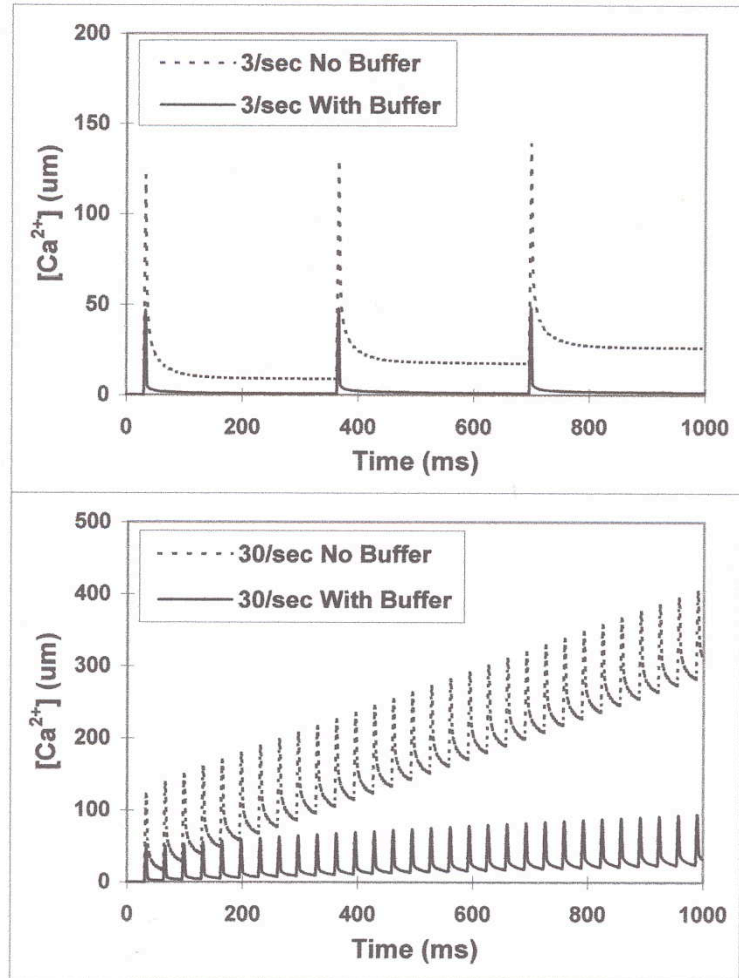 200
150
100
50
0
[Ca²⁺] (um)
3/sec No Buffer
3/sec With Buffer
0 200 400 600 800 1000
Time (ms)
500
400
300
200
100
0
[Ca²⁺] (um)
30/sec No Buffer
30/sec With Buffer
0 200 400 600 800 1000
Time (ms)